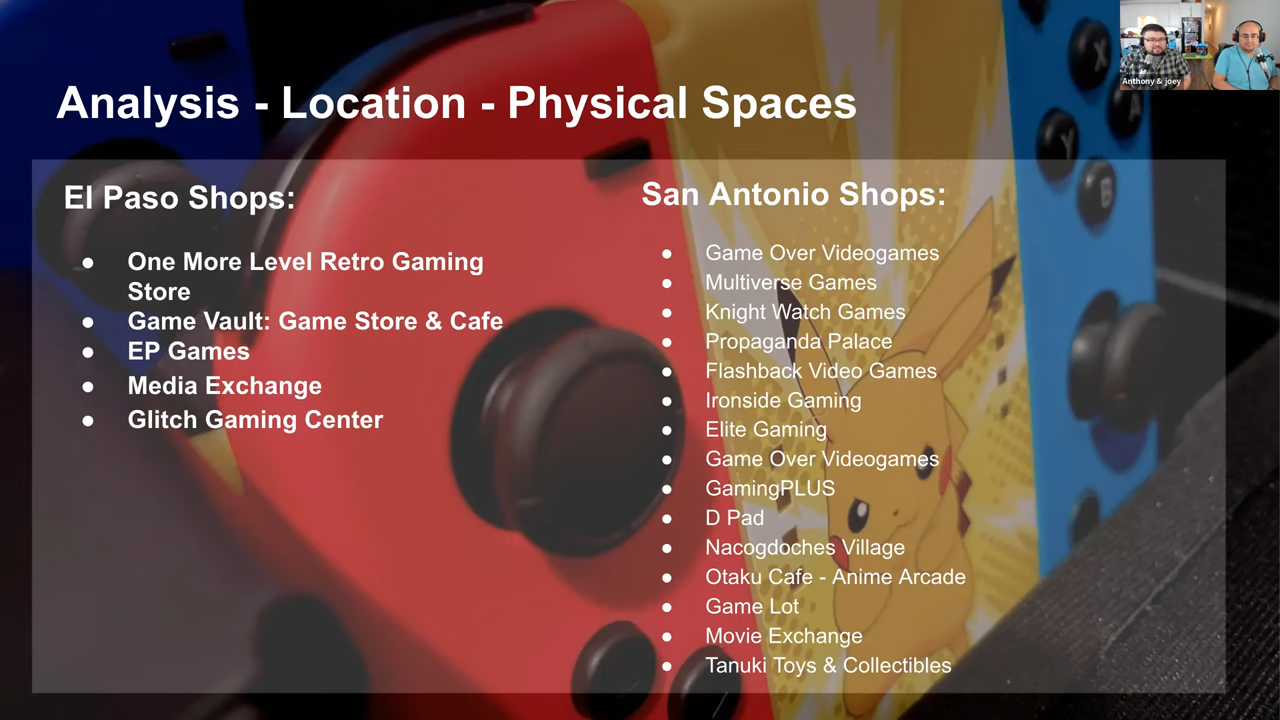 Analysis - Location - Physical Spaces
Anthony & joey
El Paso Shops:
● One More Level Retro Gaming
Store
● Game Vault: Game Store & Cafe
● EP Games
● Media Exchange
● Glitch Gaming Center
San Antonio Shops:
● Game Over Videogames
● Multiverse Games
● Knight Watch Games
● Propaganda Palace
● Flashback Video Games
● Ironside Gaming
● Elite Gaming
● Game Over Videogames
● GamingPLUS
● D Pad
● Nacogdoches Village
● Otaku Cafe - Anime Arcade
● Game Lot
● Movie Exchange
● Tanuki Toys & Collectibles
X
A
Y
B